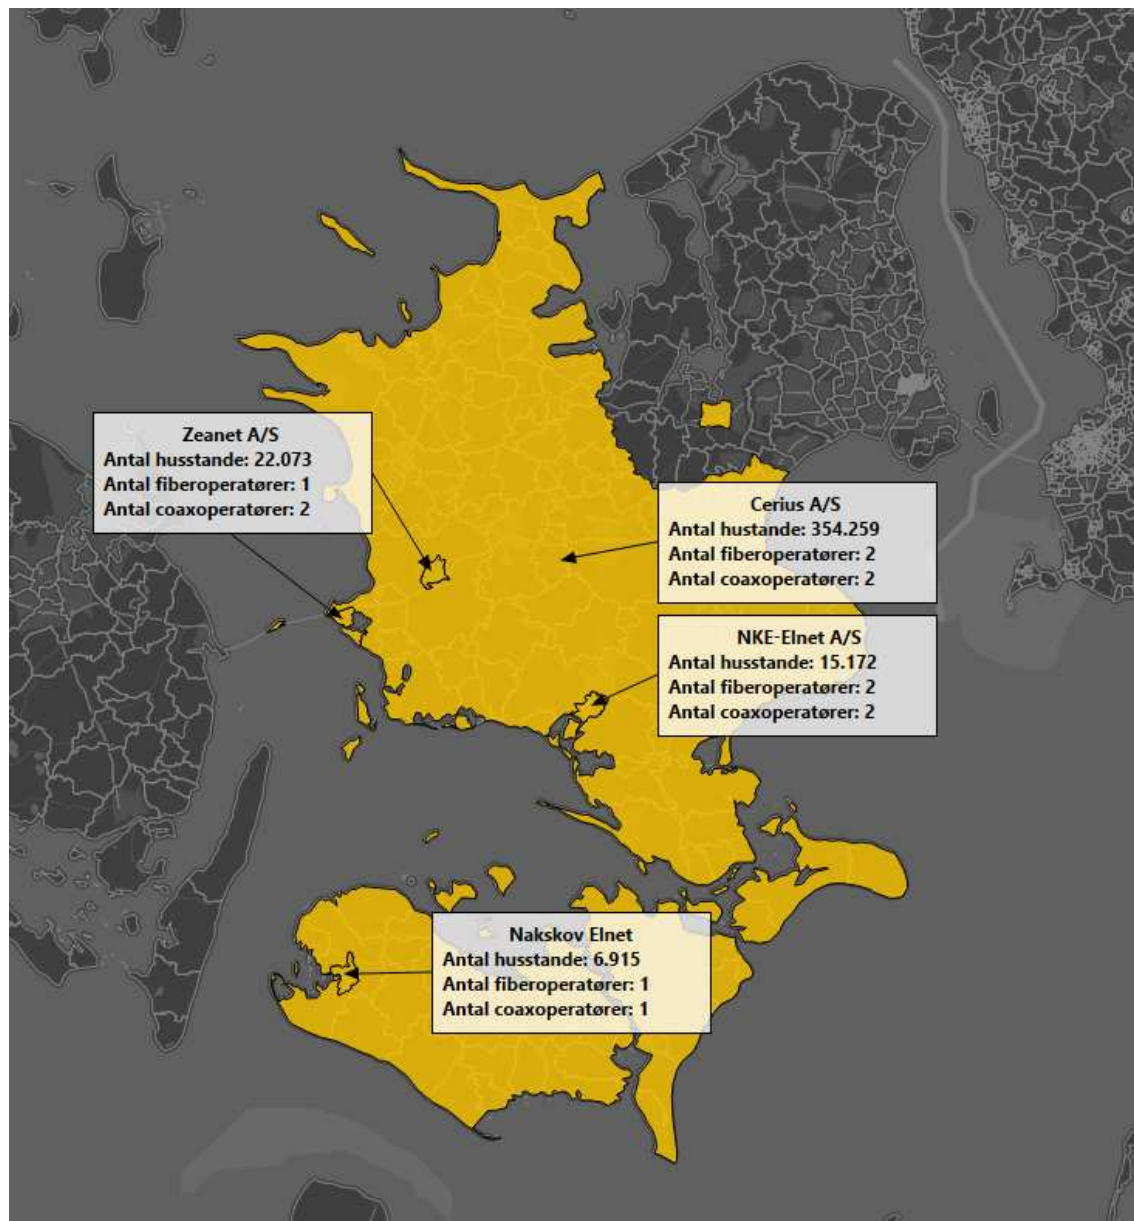 Zeanet A/S
Antal husstande: 22.073
Antal fiberoperatører: 1
Antal coaxoperatører: 2
Cerius A/S
Antal hustande: 354.259
Antal fiberoperatører: 2
Antal coaxoperatører: 2
NKE-Elnet A/S
Antal husstande: 15.172
Antal fiberoperatører: 2
Antal coaxoperatører: 2
Nakskov Elnet
Antal husstande: 6.915
Antal fiberoperatører: 1
Antal coaxoperatører: 1